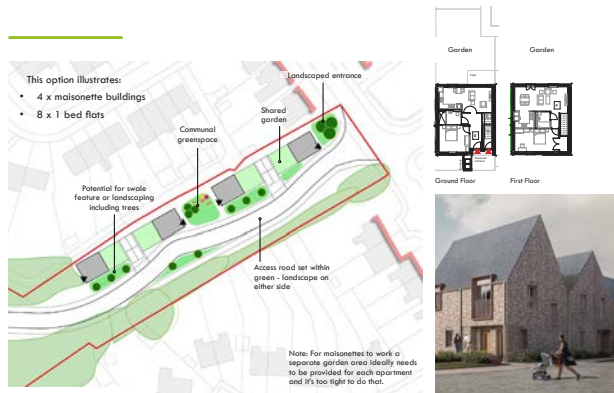 This option illustrates:
• 4 x maisonette buildings
• 8 x 1 bed flats
Landscaped entrance
Shared
garden
Communal
greenspace
Potential for swale
feature or landscaping
including trees
Access road set within
green - landscape on
either side
Note: For maisonettes to work a
separate garden area ideally needs
to be provided for each apartment
and it's too tight to do that.
Garden
Garden
Ground Floor
First Floor